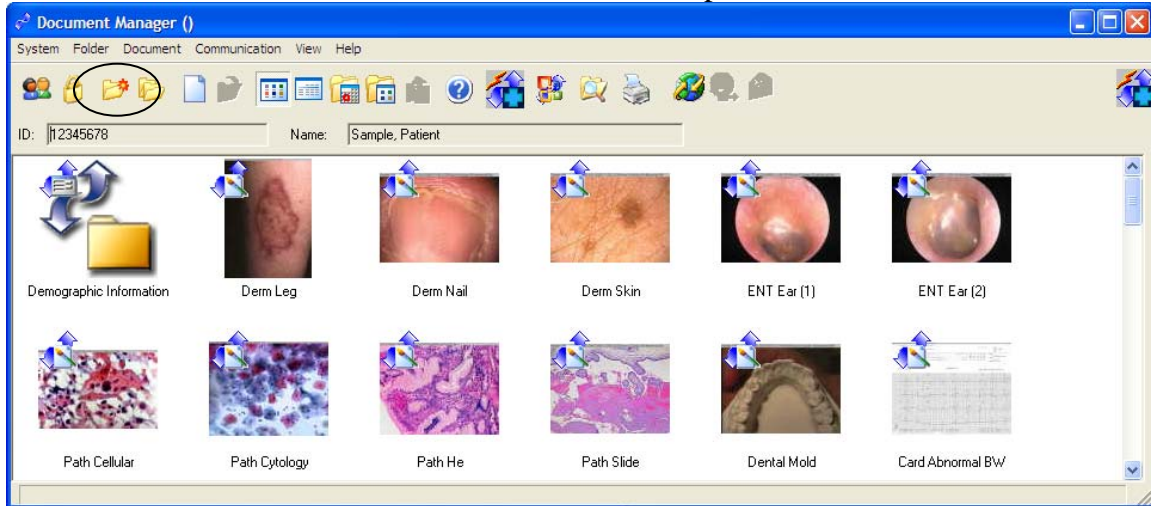 Document Manager ()
System Folder Document Communication View Help
ID: 12345678 Name: Sample, Patient
Demographic Information Derm Leg Derm Nail Derm Skin ENT Ear (1) ENT Ear (2)
Path Cellular Path Cytology Path He Path Slide Dental Mold Card Abnormal BW